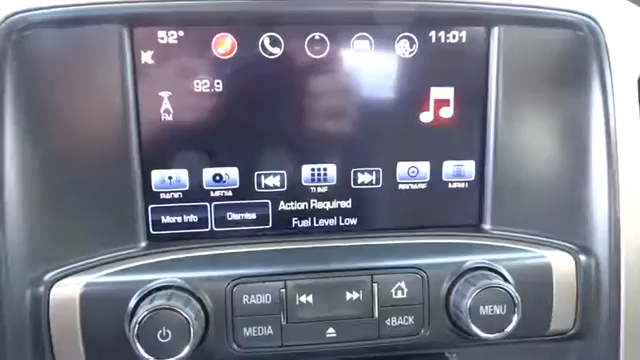 52°
11:01
92.9
FM
RADIO
MEDIA
TUNE
BROWSE
MENU
More Info
Dismiss
Action Required
Fuel Level Low
RADIO
MEDIA
BACK
MENU